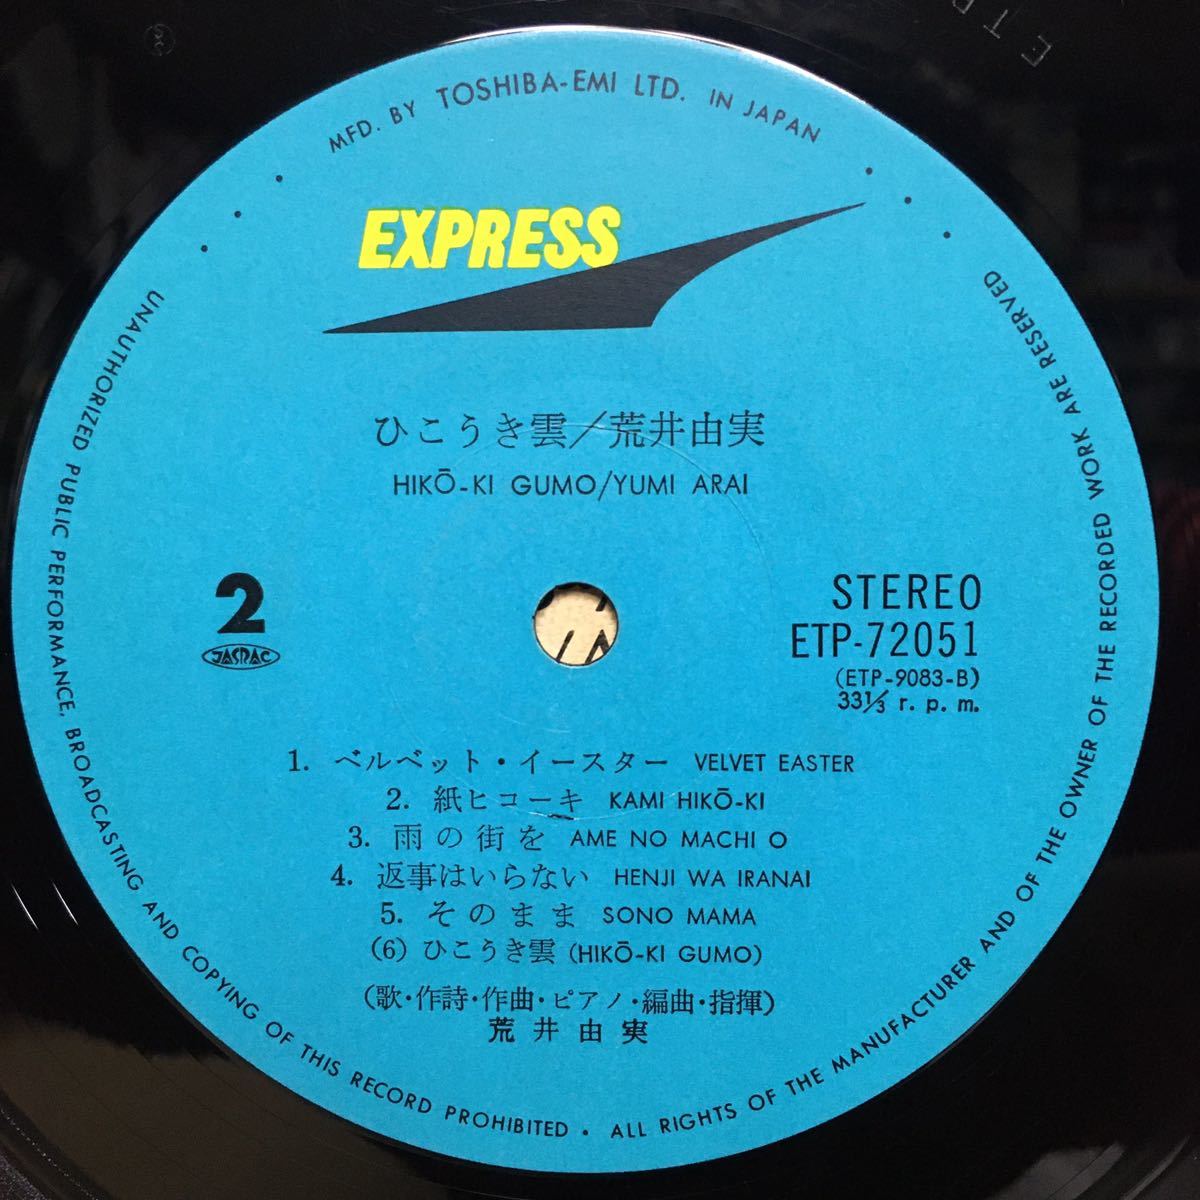 MFD. BY TOSHIBA-EMI LTD. IN JAPAN
EXPRESS
ひこうき雲/荒井由実
HIKŌ-KI GUMO/YUMI ARAI
2
JASRAC
STEREO
ETP-72051
(ETP-9083-B)
33⅓ r.p.m.
1. ベルベット・イースター VELVET EASTER
2. 紙ヒコーキ KAMI HIKŌ-KI
3. 雨の街を AME NO MACHI O
4. 返事はいらない HENJI WA IRANAI
5. そのまま SONO MAMA
(6) ひこうき雲 (HIKŌ-KI GUMO)
(歌・作詩・作曲・ピアノ・編曲・指揮)
荒井由実
UNAUTHORIZED PUBLIC PERFORMANCE, BROADCASTING AND COPYING OF THIS RECORD PROHIBITED • ALL RIGHTS OF THE MANUFACTURER AND OF THE OWNER OF THE RECORDED WORK ARE RESERVED